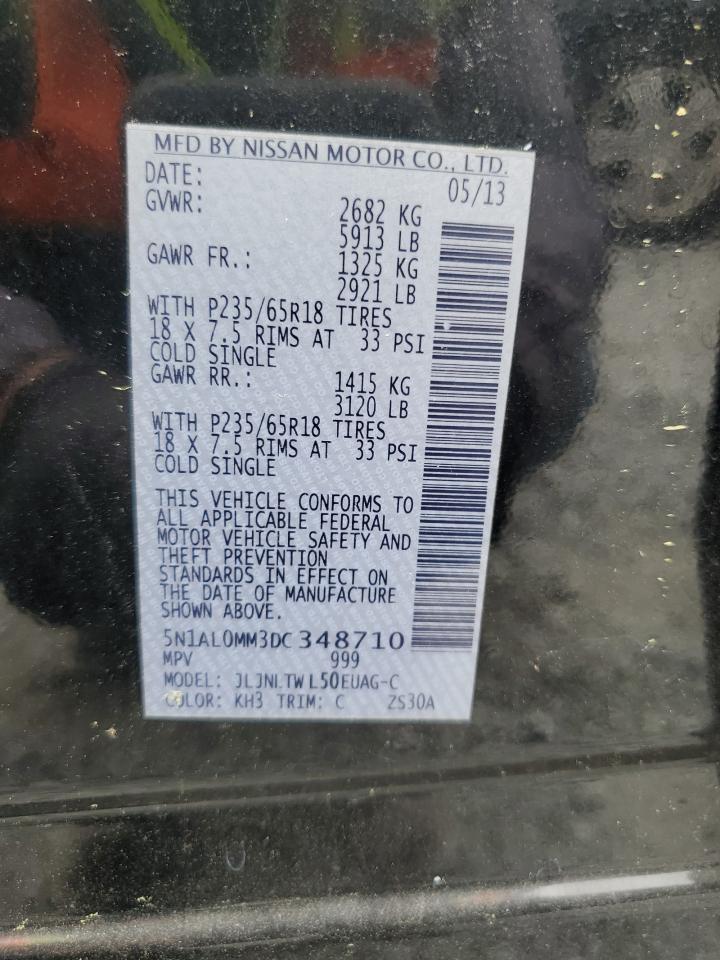 MFD BY NISSAN MOTOR CO., LTD.
DATE: 05/13
GVWR: 2682 KG
5913 LB
GAWR FR.: 1325 KG
2921 LB
WITH P235/65R18 TIRES
18 X 7.5 RIMS AT 33 PSI
COLD SINGLE
GAWR RR.: 1415 KG
3120 LB
WITH P235/65R18 TIRES
18 X 7.5 RIMS AT 33 PSI
COLD SINGLE
THIS VEHICLE CONFORMS TO
ALL APPLICABLE FEDERAL
MOTOR VEHICLE SAFETY AND
THEFT PREVENTION
STANDARDS IN EFFECT ON
THE DATE OF MANUFACTURE
SHOWN ABOVE.
5N1AL0MM3DC348710
MPV 999
MODEL: JLJNLTWL50EUAG-C
COLOR: KH3 TRIM: C ZS30A